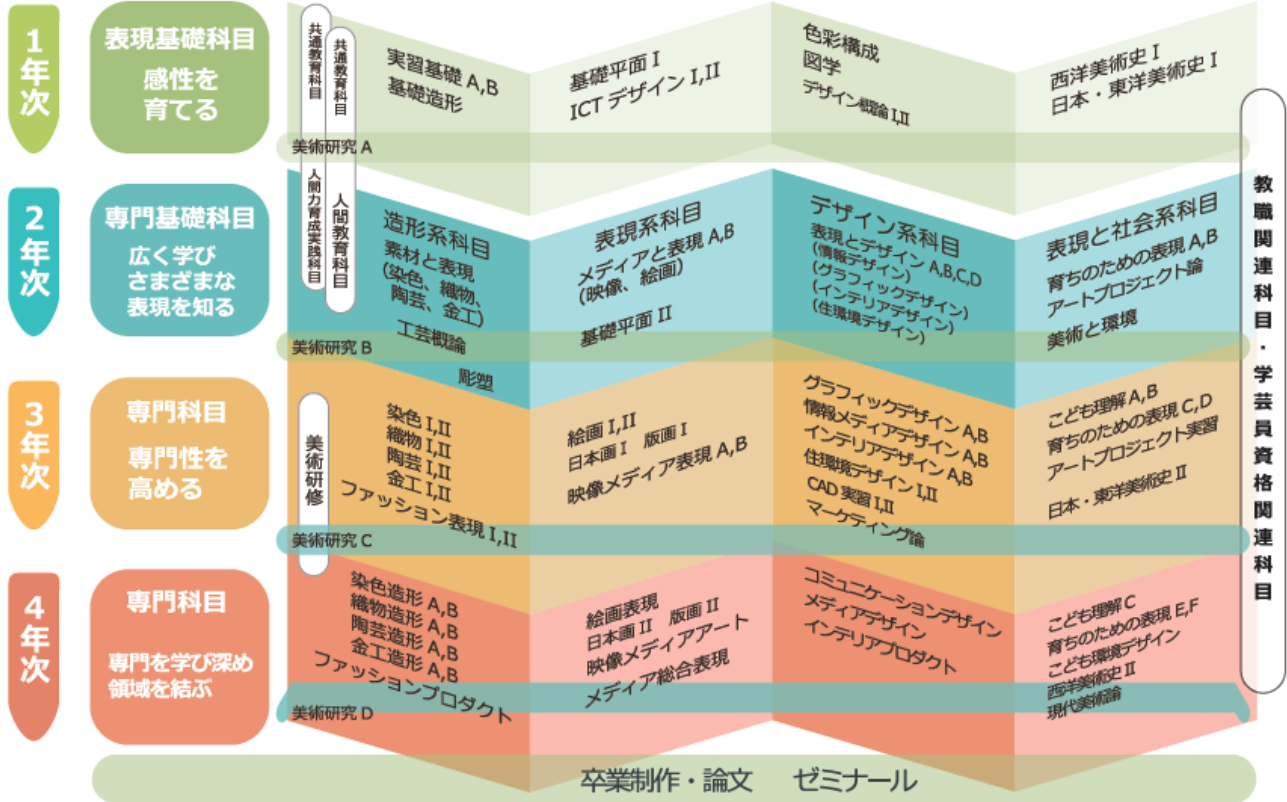 1年次
表現基礎科目
感性を
育てる
共通教育科目
共通教育科目
実習基礎 A,B
基礎造形
基礎平面 I
ICT デザイン I,II
色彩構成
図学
デザイン概論 I,II
西洋美術史 I
日本・東洋美術史 I
美術研究 A
2年次
専門基礎科目
広く学び
さまざまな
表現を知る
人間力育成実践科目
人間教育科目
造形系科目
素材と表現
(染色、織物、
陶芸、金工)
工芸概論
彫塑
表現系科目
メディアと表現 A,B
(映像、絵画)
基礎平面 II
デザイン系科目
表現とデザイン A,B,C,D
(情報デザイン)
(グラフィックデザイン)
(インテリアデザイン)
(住環境デザイン)
表現と社会系科目
育ちのための表現 A,B
アートプロジェクト論
美術と環境
美術研究 B
3年次
専門科目
専門性を
高める
美術研修
染色 I,II
織物 I,II
陶芸 I,II
金工 I,II
ファッション表現 I,II
絵画 I,II
日本画 I 版画 I
映像メディア表現 A,B
グラフィックデザイン A,B
情報メディアデザイン A,B
インテリアデザイン A,B
住環境デザイン I,II
CAD 実習 I,II
マーケティング論
こども理解 A,B
育ちのための表現 C,D
アートプロジェクト実習
日本・東洋美術史 II
美術研究 C
4年次
専門科目
専門を学び深め
領域を結ぶ
染色造形 A,B
織物造形 A,B
陶芸造形 A,B
金工造形 A,B
ファッションプロダクト
絵画表現
日本画 II 版画 II
映像メディアアート
メディア総合表現
コミュニケーションデザイン
メディアデザイン
インテリアプロダクト
こども理解 C
育ちのための表現 E,F
こども環境デザイン
西洋美術史 II
現代美術論
美術研究 D
教職関連科目・学芸員資格関連科目
卒業制作・論文 ゼミナール